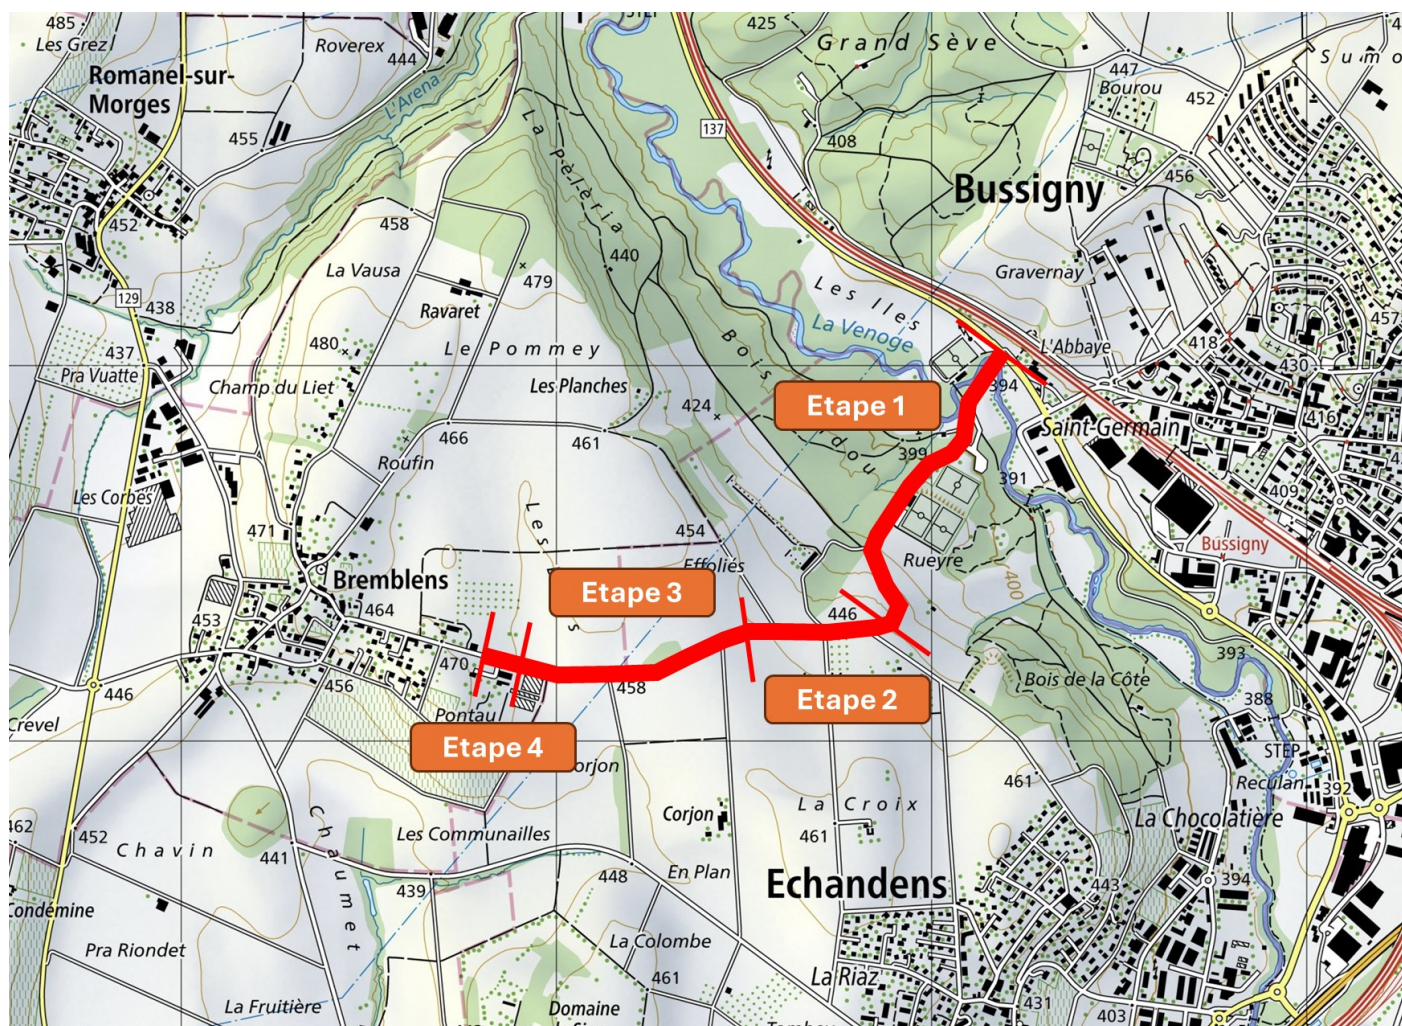 485
Les Grez
Roverex
444
L'Arena
STEP
425
Grand Sève
447
Bourou
452
Sumo
Romanel-sur-
Morges
455
La Pèleria
137
408
456
Bussigny
452
458
440
La Vausa
479
Gravernay
129
438
Ravaret
Les Iles
La Venoge
457
480
Le Pommey
Bois
dou
L'Abbaye
418
437
Pra Vuatte
Champ du Liet
Les Planches
424
394
430
Etape 1
416
466
461
Saint-Germain
399
Roufin
391
Les Corbes
409
471
Les
s
454
Bussigny
Effoliés
Rueyre
400
Bremblens
Etape 3
464
446
453
393
470
458
456
Bois de la Côte
446
Etape 2
388
Crevel
Pontau
STEP
Etape 4
orjon
461
Reculan
392
Corjon
La Croix
461
La Chocolatière
462
452
Chavin
Les Communailles
441
Chaumet
En Plan
448
439
Echandens
443
394
Condémine
Pra Riondet
La Colombe
461
La Riaz
La Fruitière
Domaine
431
403